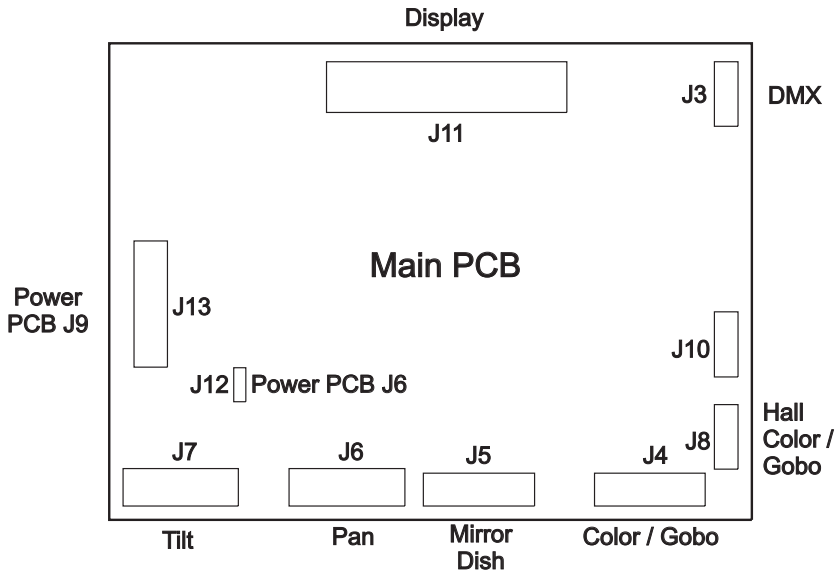 Display
J3
DMX
J11
Main PCB
Power
PCB J9
J13
J10
J12
Power PCB J6
Hall
Color /
Gobo
J8
J7
J6
J5
J4
Tilt
Pan
Mirror
Dish
Color / Gobo